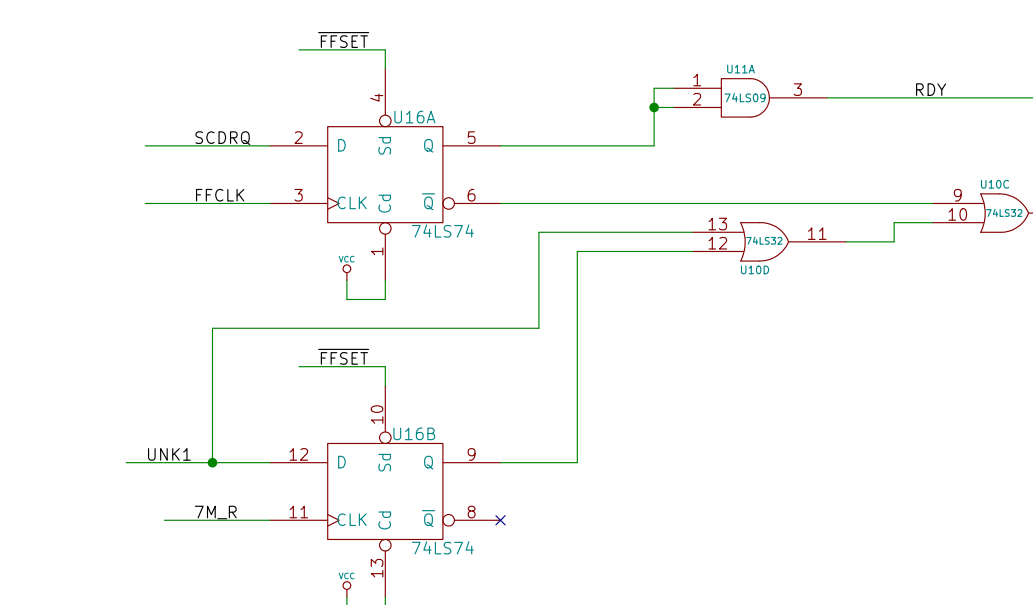 FFSET
U11A
1
4
74LS09
3
RDY
2
U16A
SCDRQ
2
D
Sd
Q
5
U10C
FFCLK
3
CLK
Cd
Q
6
9
74LS32
10
1
74LS74
13
74LS32
11
12
VCC
U10D
FFSET
10
U16B
UNK1
12
D
Sd
Q
9
7M_R
11
CLK
Cd
Q
8
74LS74
13
VCC